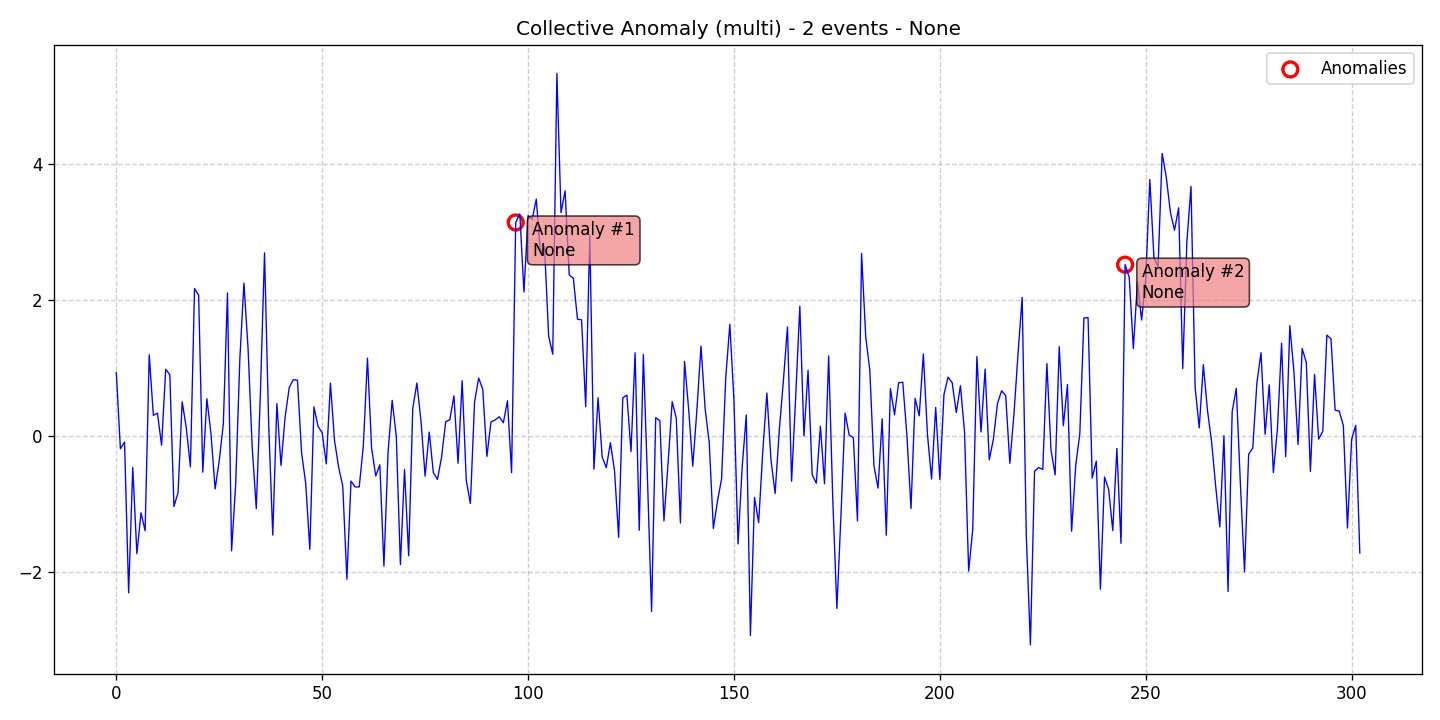 Collective Anomaly (multi) - 2 events - None
Anomalies
Anomaly #1
None
Anomaly #2
None
4
2
0
−2
0 50 100 150 200 250 300